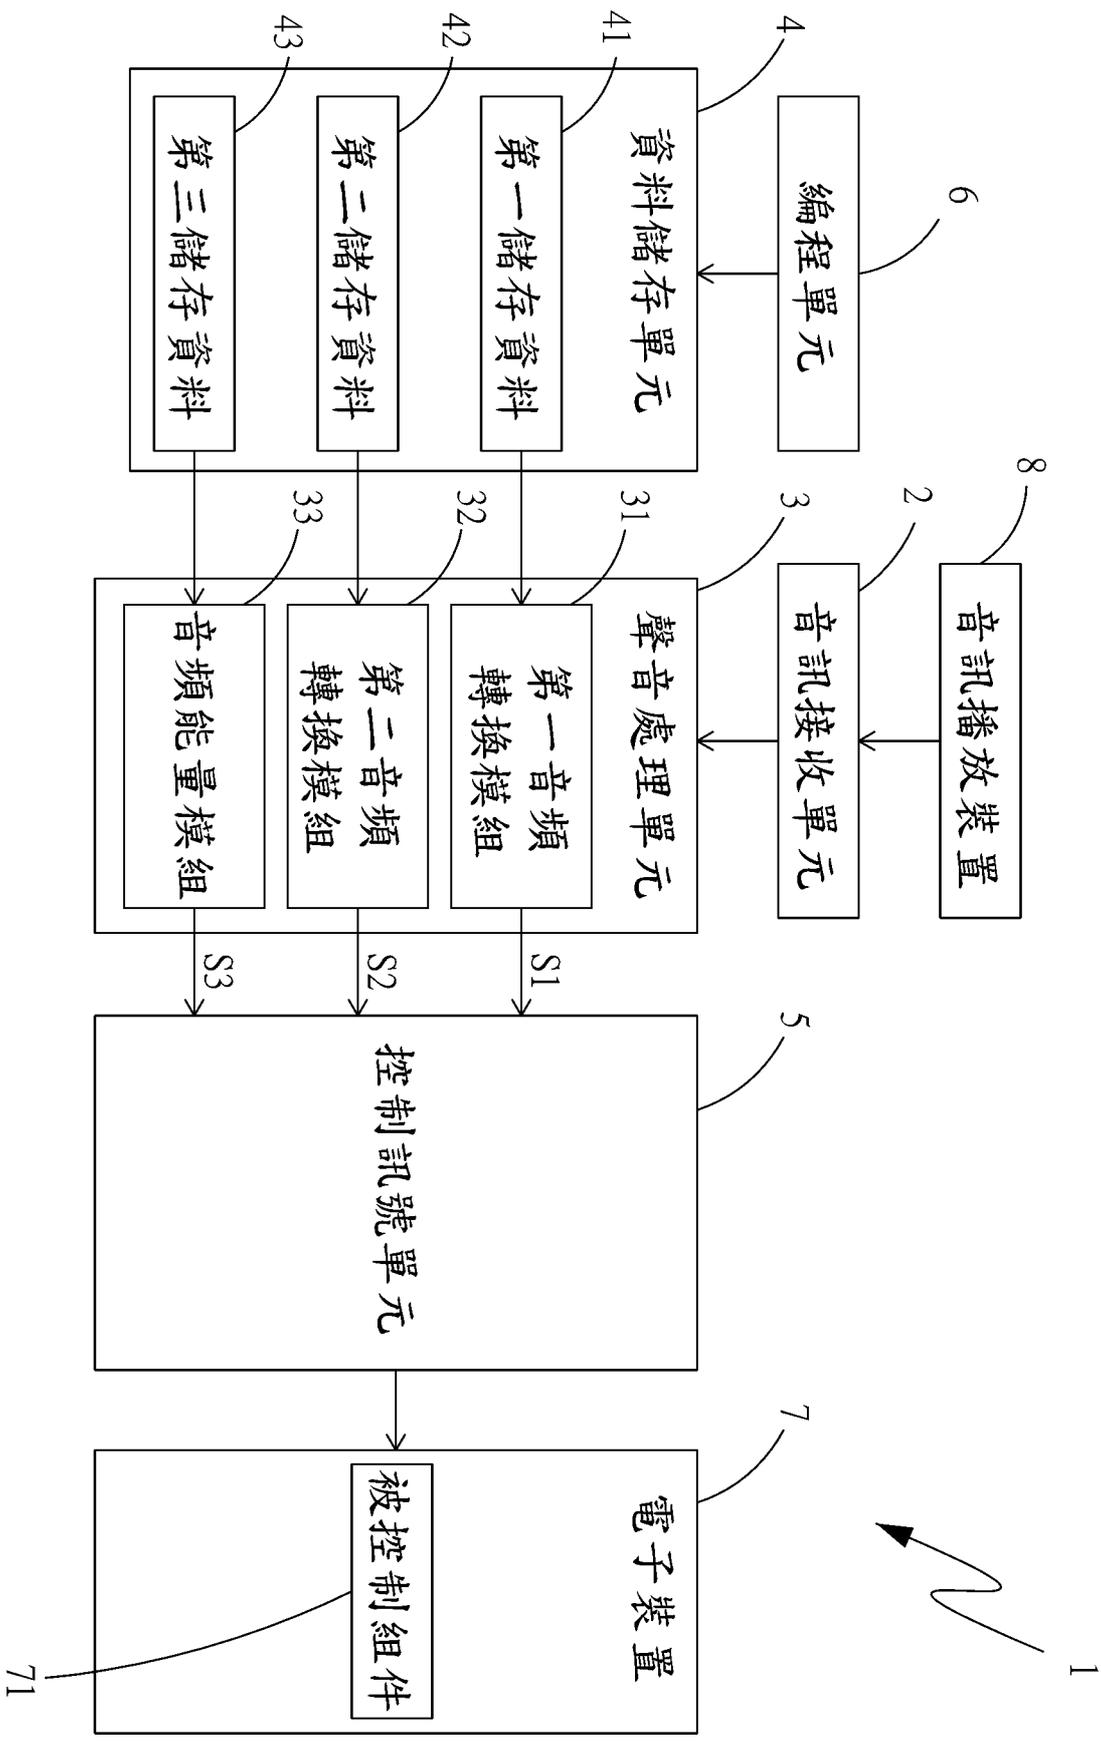 1
8
音訊播放裝置
6
編程單元
2
音訊接收單元
4
資料儲存單元
41
第一儲存資料
42
第二儲存資料
43
第三儲存資料
3
聲音處理單元
31
第一音頻
轉換模組
32
第二音頻
轉換模組
33
音頻能量模組
S1
S2
S3
5
控制訊號單元
7
電子裝置
被控制組件
71